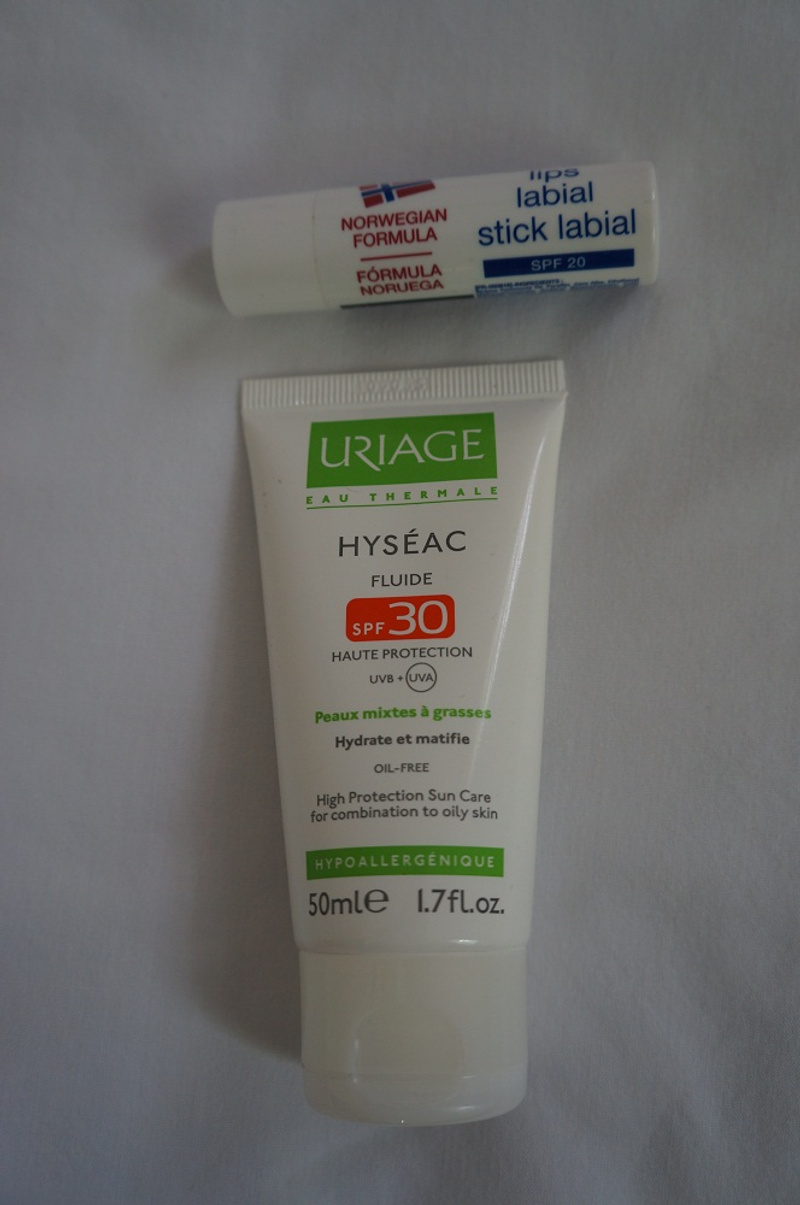 NORWEGIAN
FORMULA
FÓRMULA
NORUEGA
lips
labial
stick labial
SPF 20
URIAGE
EAU THERMALE
HYSÉAC
FLUIDE
SPF 30
HAUTE PROTECTION
UVB + UVA
Peaux mixtes à grasses
Hydrate et matifie
OIL-FREE
High Protection Sun Care
for combination to oily skin
HYPOALLERGÉNIQUE
50ml℮ 1.7fl.oz.